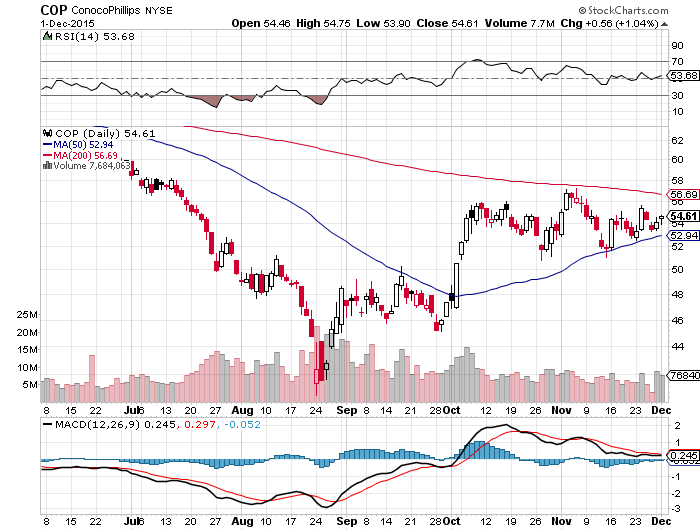 COP ConocoPhillips NYSE © StockCharts.com
1-Dec-2015 Open 54.46 High 54.75 Low 53.90 Close 54.61 Volume 7.7M Chg +0.56 (+1.04%)
RSI(14) 53.68
90
70
53.68
30
10
COP (Daily) 54.61
MA(50) 52.94
MA(200) 56.69
Volume 7,684,063
62
60
58
56.69
56
54.61
54
52.94
52
50
48
46
44
25M
20M
15M
10M
5M
76840
8 15 22 Jul6 13 20 27 Aug 10 17 24 Sep 8 14 21 28 Oct 12 19 26 Nov 9 16 23 Dec
MACD(12,26,9) 0.245, 0.297, -0.052
2
1
0.245
-1
-2
-3
8 15 22 Jul6 13 20 27 Aug 10 17 24 Sep 8 14 21 28 Oct 12 19 26 Nov 9 16 23 Dec